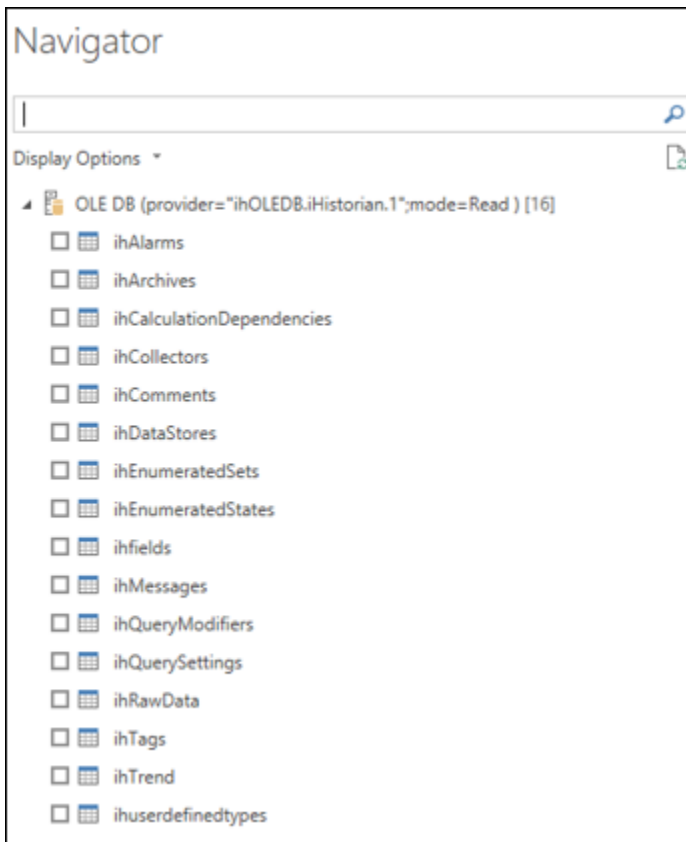 Navigator
Display Options
OLE DB (provider="ihOLEDB.iHistorian.1";mode=Read ) [16]
ihAlarms
ihArchives
ihCalculationDependencies
ihCollectors
ihComments
ihDataStores
ihEnumeratedSets
ihEnumeratedStates
ihfields
ihMessages
ihQueryModifiers
ihQuerySettings
ihRawData
ihTags
ihTrend
ihuserdefinedtypes